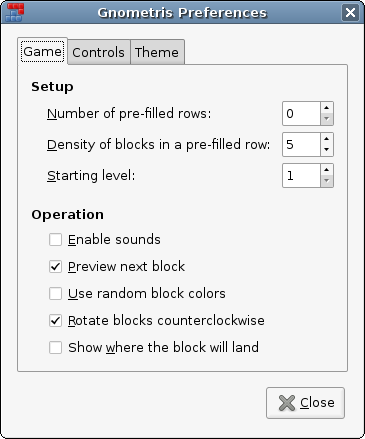 Gnometris Preferences
Game Controls Theme
Setup
Number of pre-filled rows: 0
Density of blocks in a pre-filled row: 5
Starting level: 1
Operation
Enable sounds
Preview next block
Use random block colors
Rotate blocks counterclockwise
Show where the block will land
Close